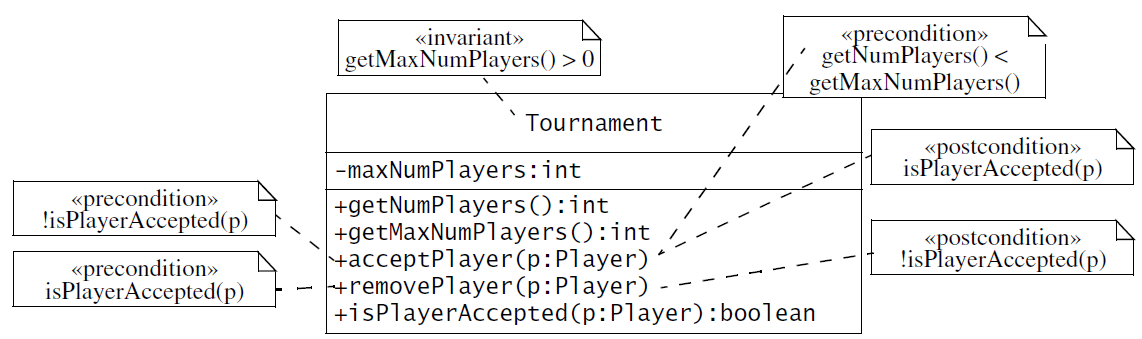 «invariant»
getMaxNumPlayers() > 0
«precondition»
getNumPlayers() <
getMaxNumPlayers()
Tournament
«postcondition»
isPlayerAccepted(p)
-maxNumPlayers:int
«precondition»
!isPlayerAccepted(p)
+getNumPlayers():int
+getMaxNumPlayers():int
+acceptPlayer(p:Player)
+removePlayer(p:Player)
+isPlayerAccepted(p:Player):boolean
«postcondition»
!isPlayerAccepted(p)
«precondition»
isPlayerAccepted(p)